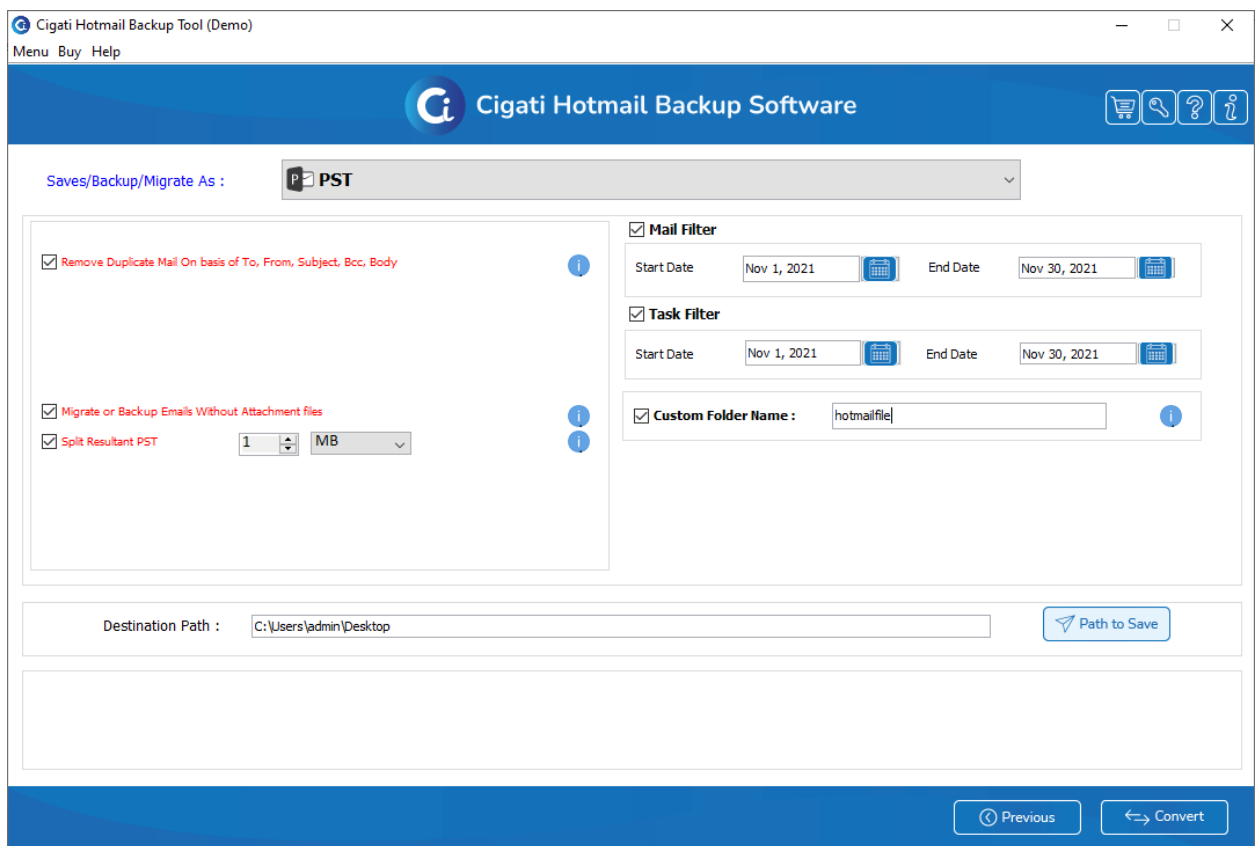 Cigati Hotmail Backup Tool (Demo)
Menu Buy Help
Ci Cigati Hotmail Backup Software
Saves/Backup/Migrate As : PST
Remove Duplicate Mail On basis of To, From, Subject, Bcc, Body
Migrate or Backup Emails Without Attachment files
Split Resultant PST 1 MB
Mail Filter
Start Date Nov 1, 2021 End Date Nov 30, 2021
Task Filter
Start Date Nov 1, 2021 End Date Nov 30, 2021
Custom Folder Name : hotmailfile
Destination Path : C:\Users\admin\Desktop Path to Save
Previous Convert